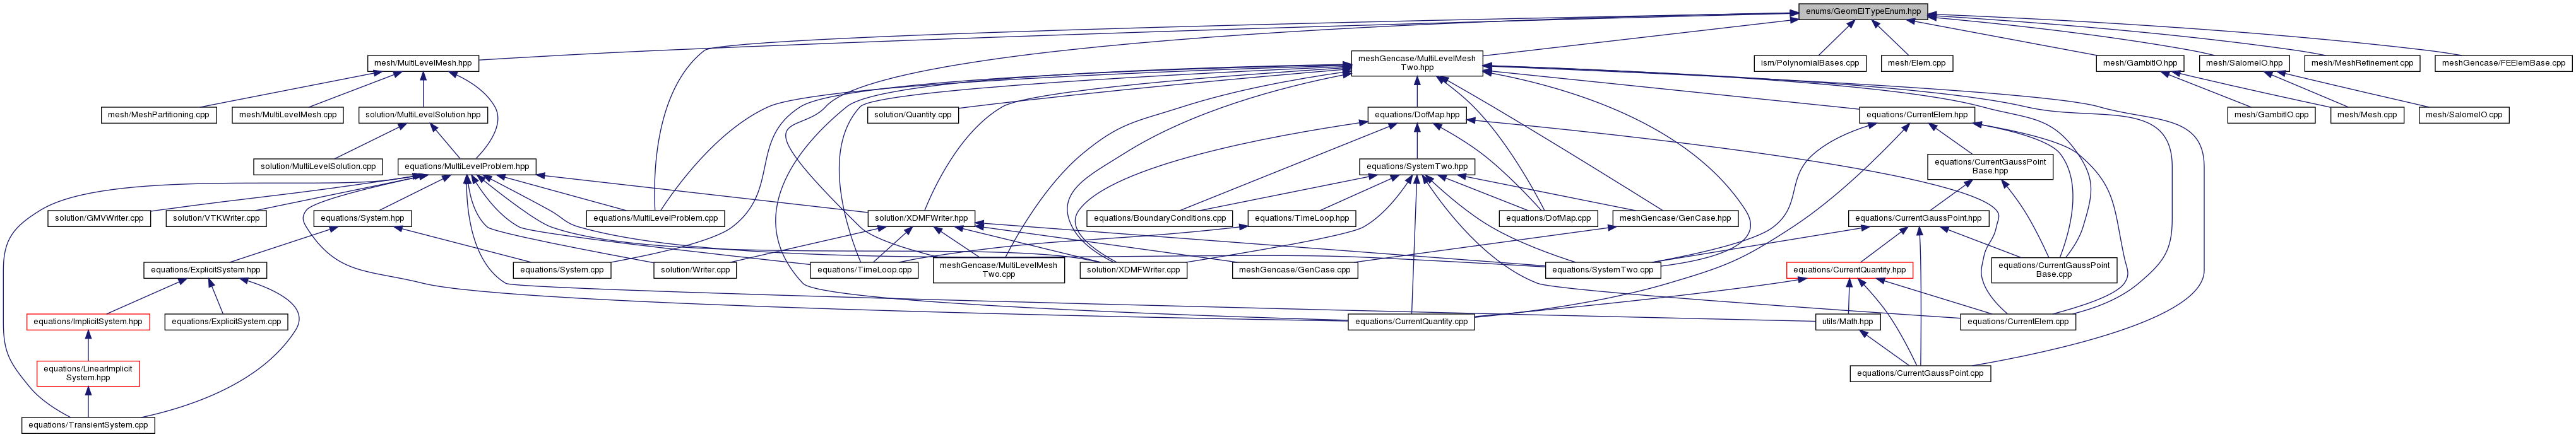 enums/GeomElTypeEnum.hpp
mesh/MultiLevelMesh.hpp
meshGencase/MultiLevelMesh
Two.hpp
ism/PolynomialBases.cpp
mesh/Elem.cpp
mesh/GambitIO.hpp
mesh/SalomeIO.hpp
mesh/MeshRefinement.cpp
meshGencase/FEElemBase.cpp
mesh/MeshPartitioning.cpp
mesh/MultiLevelMesh.cpp
solution/MultiLevelSolution.hpp
solution/Quantity.cpp
equations/DofMap.hpp
equations/CurrentElem.hpp
mesh/GambitIO.cpp
mesh/Mesh.cpp
mesh/SalomeIO.cpp
solution/MultiLevelSolution.cpp
equations/MultiLevelProblem.hpp
equations/SystemTwo.hpp
equations/CurrentGaussPoint
Base.hpp
solution/GMVWriter.cpp
solution/VTKWriter.cpp
equations/System.hpp
equations/MultiLevelProblem.cpp
solution/XDMFWriter.hpp
equations/BoundaryConditions.cpp
equations/TimeLoop.hpp
equations/DofMap.cpp
meshGencase/GenCase.hpp
equations/CurrentGaussPoint.hpp
equations/ExplicitSystem.hpp
equations/System.cpp
solution/Writer.cpp
equations/TimeLoop.cpp
meshGencase/MultiLevelMesh
Two.cpp
solution/XDMFWriter.cpp
meshGencase/GenCase.cpp
equations/SystemTwo.cpp
equations/CurrentQuantity.hpp
equations/CurrentGaussPoint
Base.cpp
equations/ImplicitSystem.hpp
equations/ExplicitSystem.cpp
equations/CurrentQuantity.cpp
utils/Math.hpp
equations/CurrentElem.cpp
equations/LinearImplicit
System.hpp
equations/CurrentGaussPoint.cpp
equations/TransientSystem.cpp